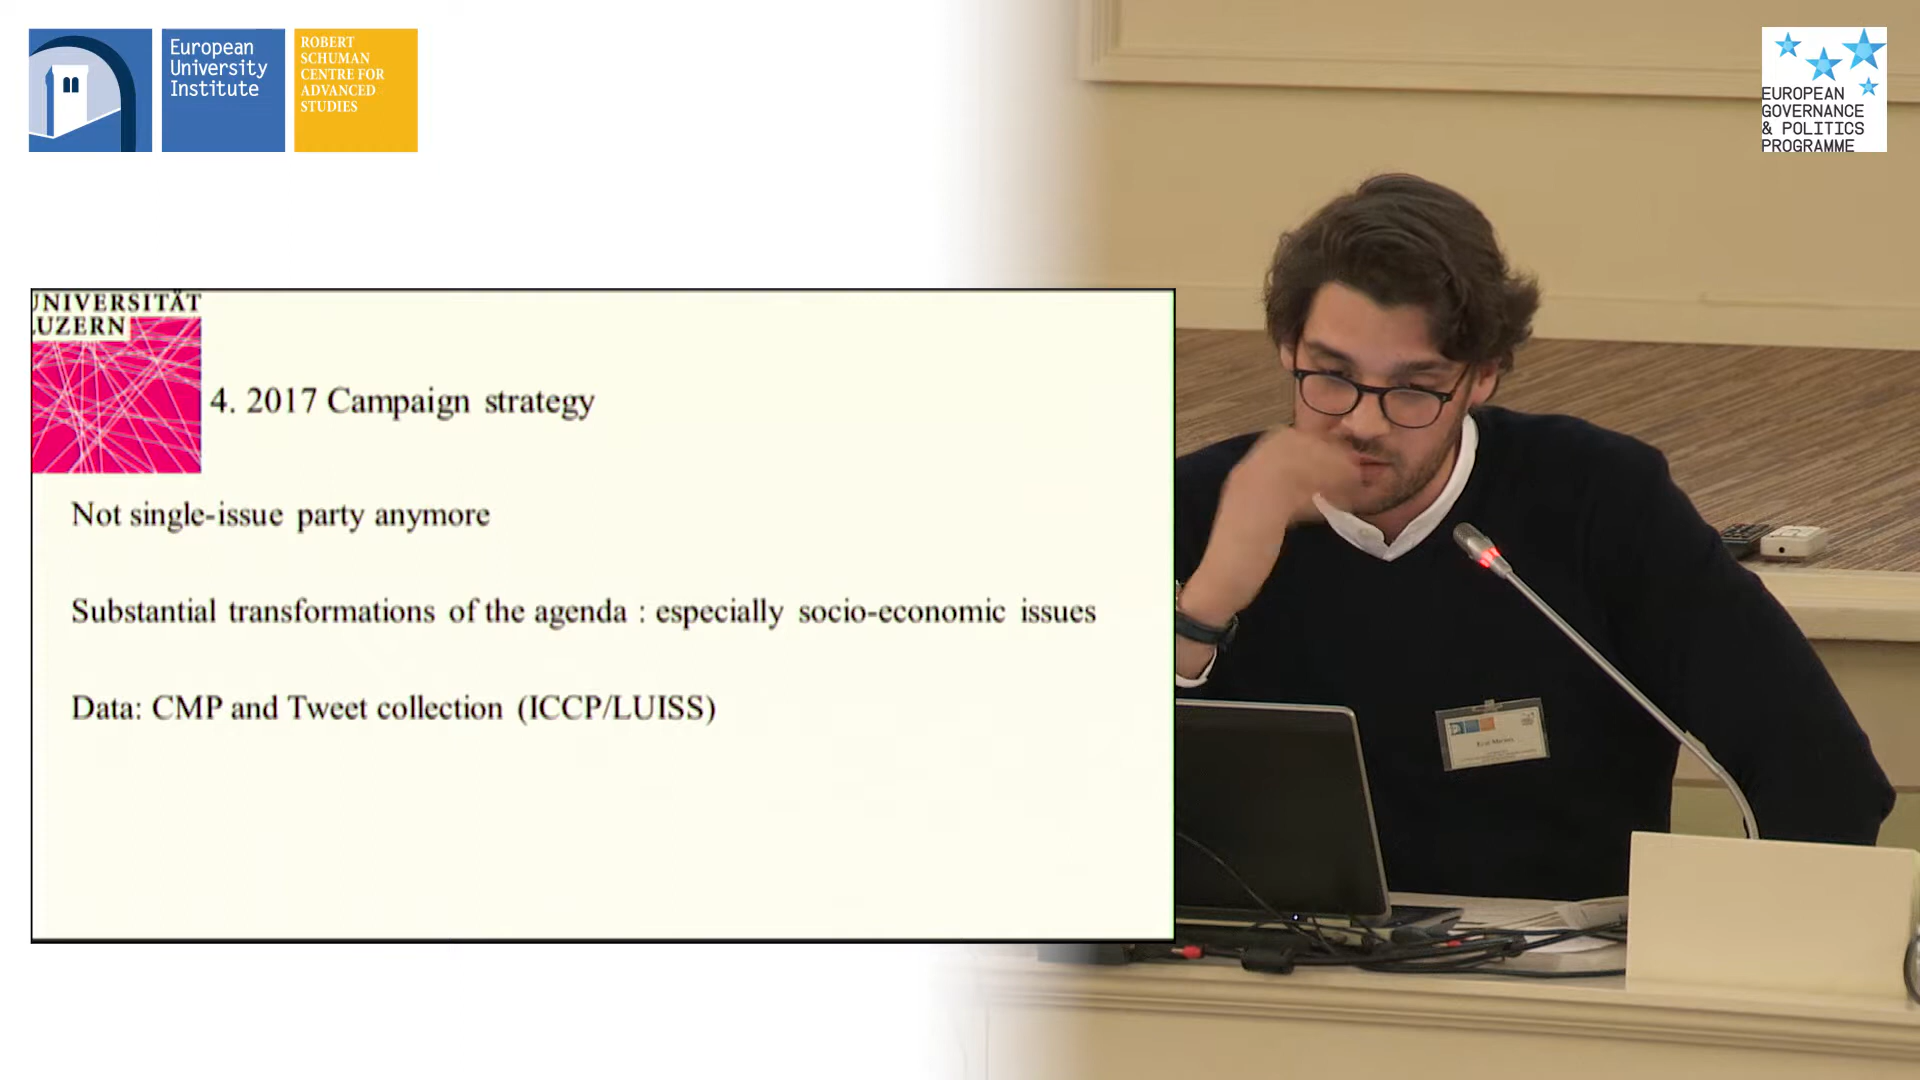 European
University
Institute
ROBERT
SCHUMAN
CENTRE FOR
ADVANCED
STUDIES
EUROPEAN
GOVERNANCE
& POLITICS
PROGRAMME
UNIVERSITÄT
LUZERN
4. 2017 Campaign strategy
Not single-issue party anymore
Substantial transformations of the agenda : especially socio-economic issues
Data: CMP and Tweet collection (ICCP/LUISS)